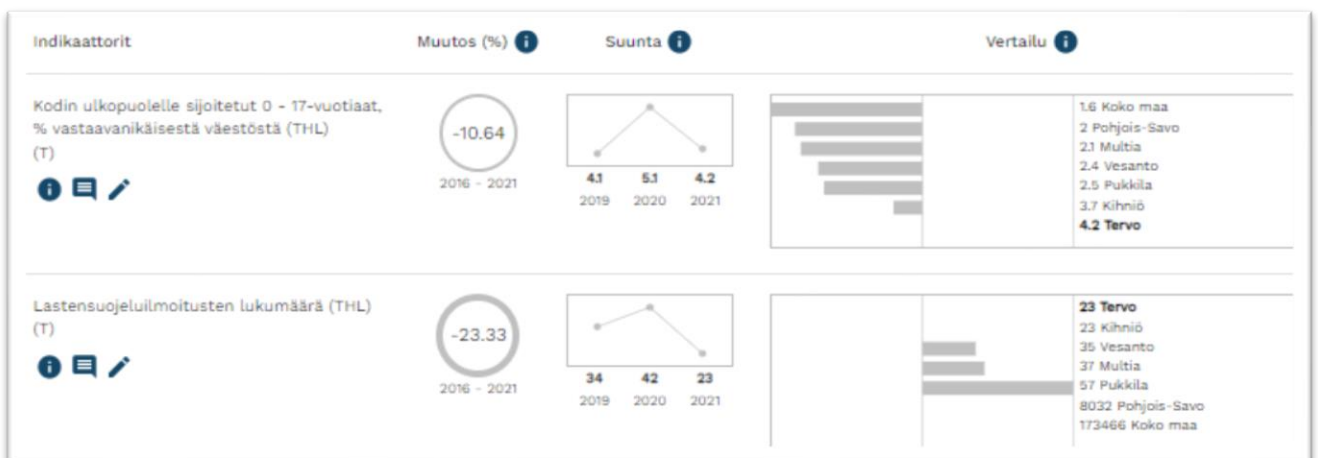 Indikaattorit Muutos (%) i Suunta i Vertailu i
Kodin ulkopuolelle sijoitetut 0 - 17-vuotiaat,
% vastaavanikäisestä väestöstä (THL)
(T)
-10.64
2016 - 2021
4.1 5.1 4.2
2019 2020 2021
1.6 Koko maa
2 Pohjois-Savo
2.1 Multia
2.4 Vesanto
2.5 Pukkila
3.7 Kihniö
4.2 Tervo
Lastensuojeluilmoitusten lukumäärä (THL)
(T)
-23.33
2016 - 2021
34 42 23
2019 2020 2021
23 Tervo
23 Kihniö
35 Vesanto
37 Multia
57 Pukkila
8032 Pohjois-Savo
173466 Koko maa